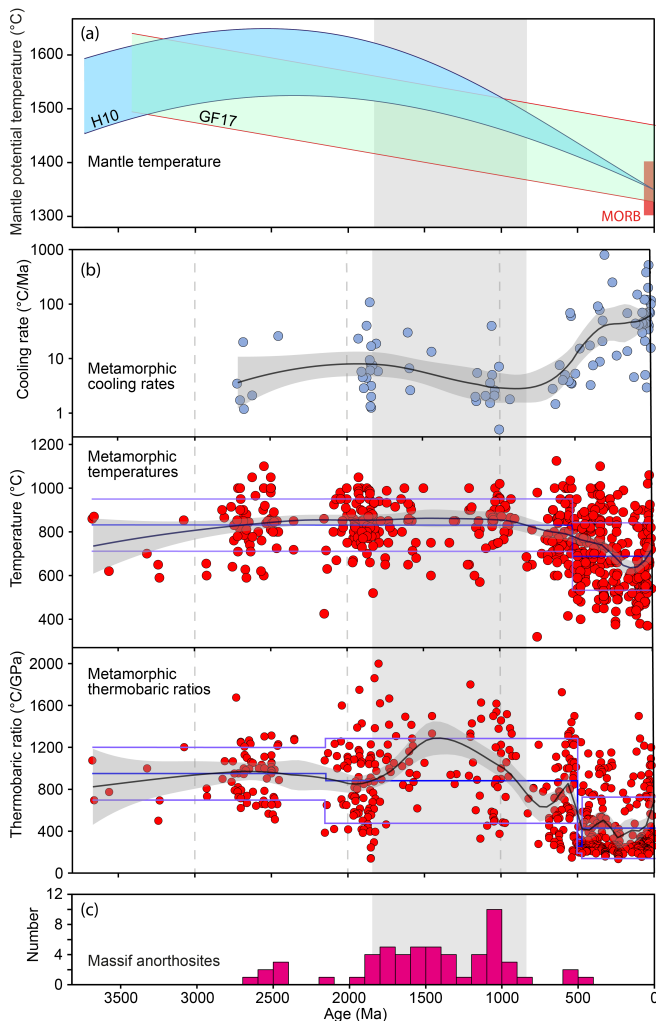 (a)
Mantle potential temperature (°C)
1600
1500
1400
1300
H10
GF17
Mantle temperature
MORB
(b)
Cooling rate (°C/Ma)
1000
100
10
1
Metamorphic
cooling rates
Temperature (°C)
1200
1000
800
600
400
Metamorphic
temperatures
Thermobaric ratio (°C/GPa)
2000
1600
1200
800
400
0
Metamorphic
thermobaric ratios
(c)
Number
12
8
4
0
Massif anorthosites
3500
3000
2500
2000
1500
1000
500
0
Age (Ma)